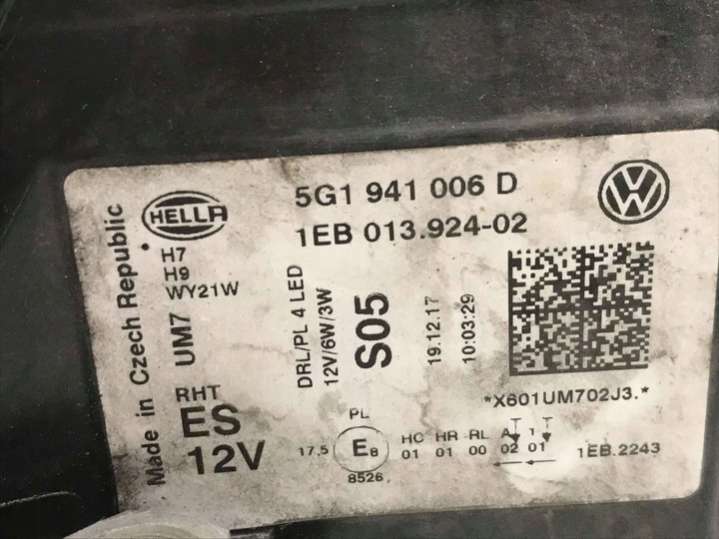 Made in Czech Republic
HELLA
5G1 941 006 D
1EB 013.924-02
H7
H9
WY21W
UM7
DRL/PL 4 LED
12V/6W/3W
S05
19.12.17
10:03:29
*X601UM702J3.*
RHT
ES
12V
PL
17.5 E8 HC HR RL A 1
01 01 00 02 01
8526
1EB.2243